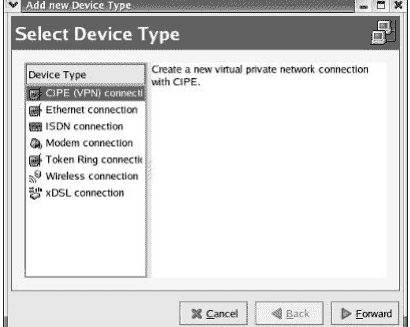 Add new Device Type
Select Device Type
Device Type
CIPE (VPN) connecti
Ethernet connection
ISDN connection
Modem connection
Token Ring connectic
Wireless connection
xDSL connection
Create a new virtual private network connection
with CIPE.
Cancel
Back
Forward